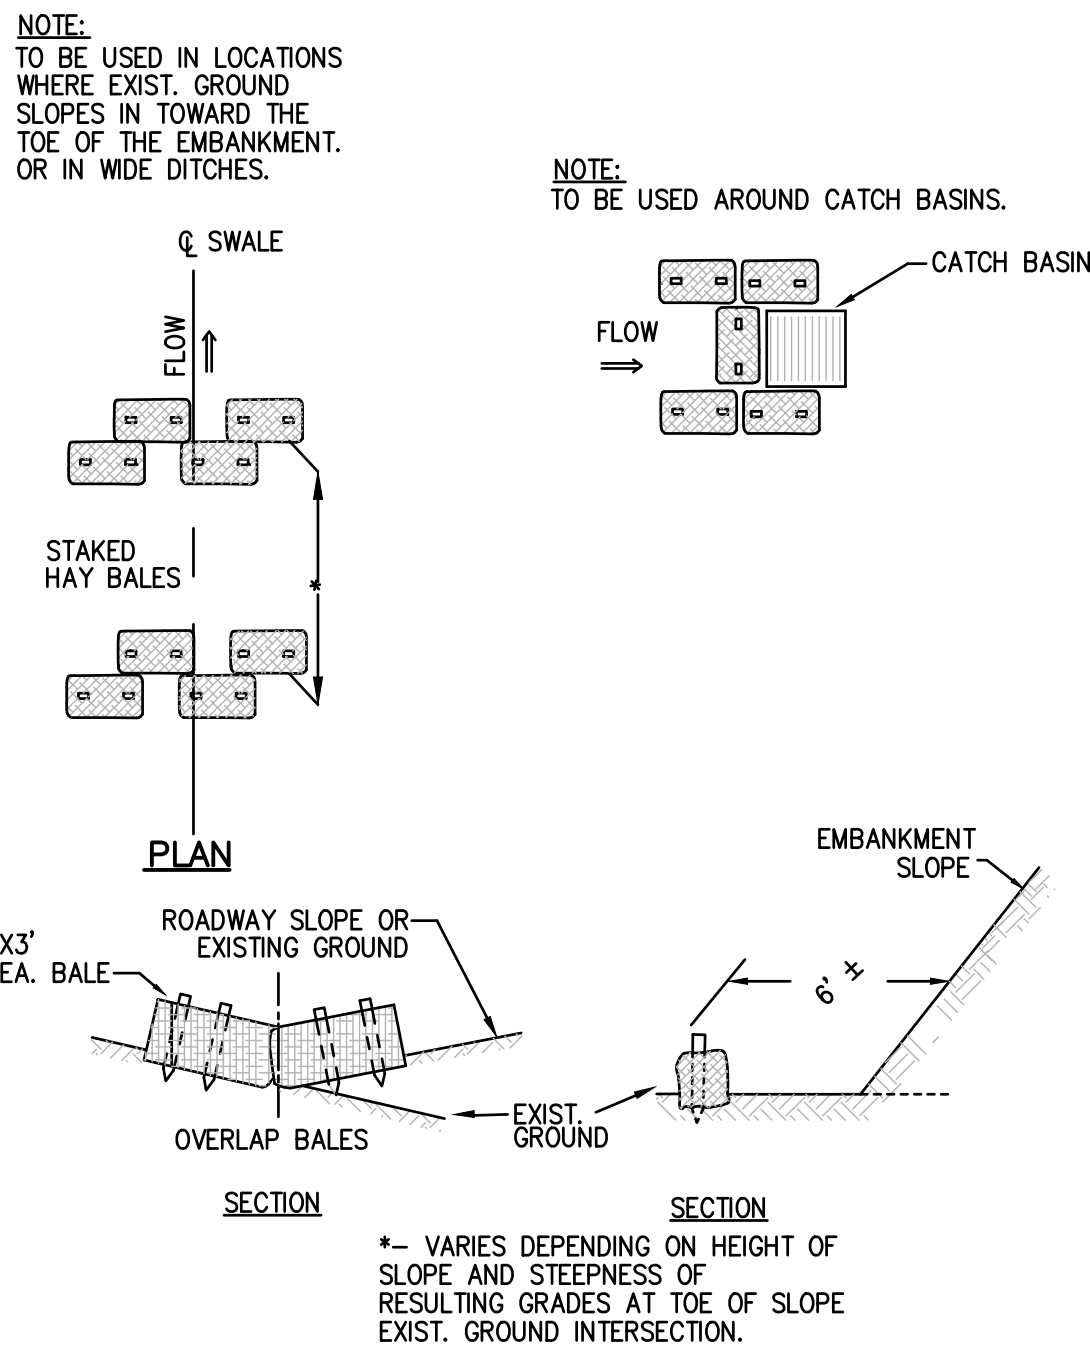 NOTE:
TO BE USED IN LOCATIONS
WHERE EXIST. GROUND
SLOPES IN TOWARD THE
TOE OF THE EMBANKMENT.
OR IN WIDE DITCHES.
NOTE:
TO BE USED AROUND CATCH BASINS.
℄ SWALE
FLOW
CATCH BASIN
FLOW
STAKED
HAY BALES
*
PLAN
EMBANKMENT
SLOPE
ROADWAY SLOPE OR
EXISTING GROUND
X3'
EA. BALE
6' ±
EXIST.
GROUND
OVERLAP BALES
SECTION
SECTION
*— VARIES DEPENDING ON HEIGHT OF
SLOPE AND STEEPNESS OF
RESULTING GRADES AT TOE OF SLOPE
EXIST. GROUND INTERSECTION.